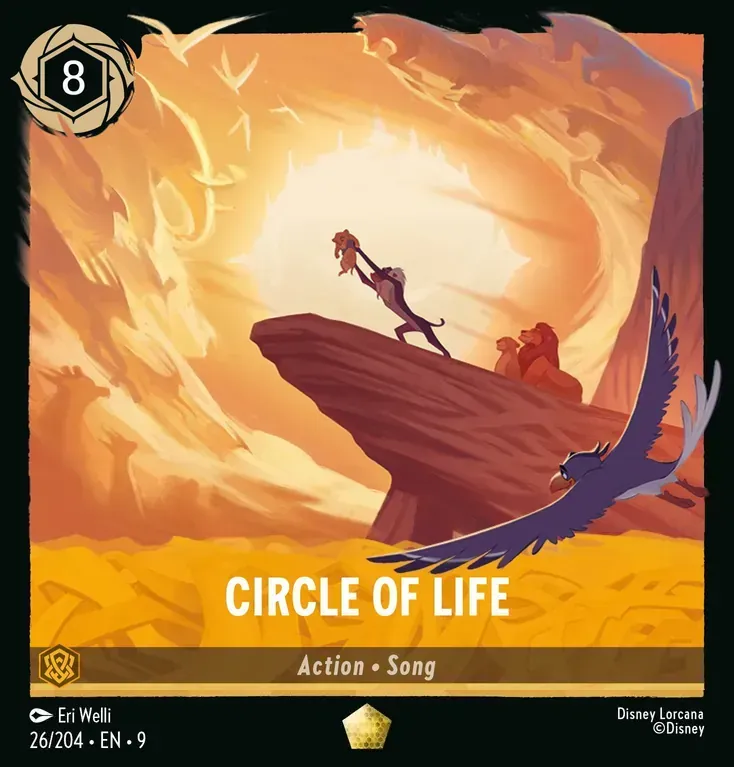 8
CIRCLE OF LIFE
Action • Song
Eri Welli
26/204 • EN • 9
Disney Lorcana
©Disney